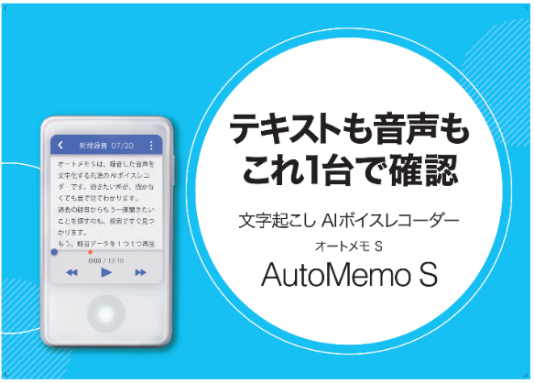 テキストも音声も
これ1台で確認
文字起こし AIボイスレコーダー
オートメモ S
AutoMemo S
新規録音 07/30
オートメモSは、録音した音声を
文字化する先進のAIボイスレコ
ーダーです。聞きたい所が、聞かな
くても目で見てわかります。
過去の録音からもう一度聞きたい
ことを探すのも、検索ですぐ見つ
かります。
もう、録音データを1つ1つ再生
0:00 / 12:10